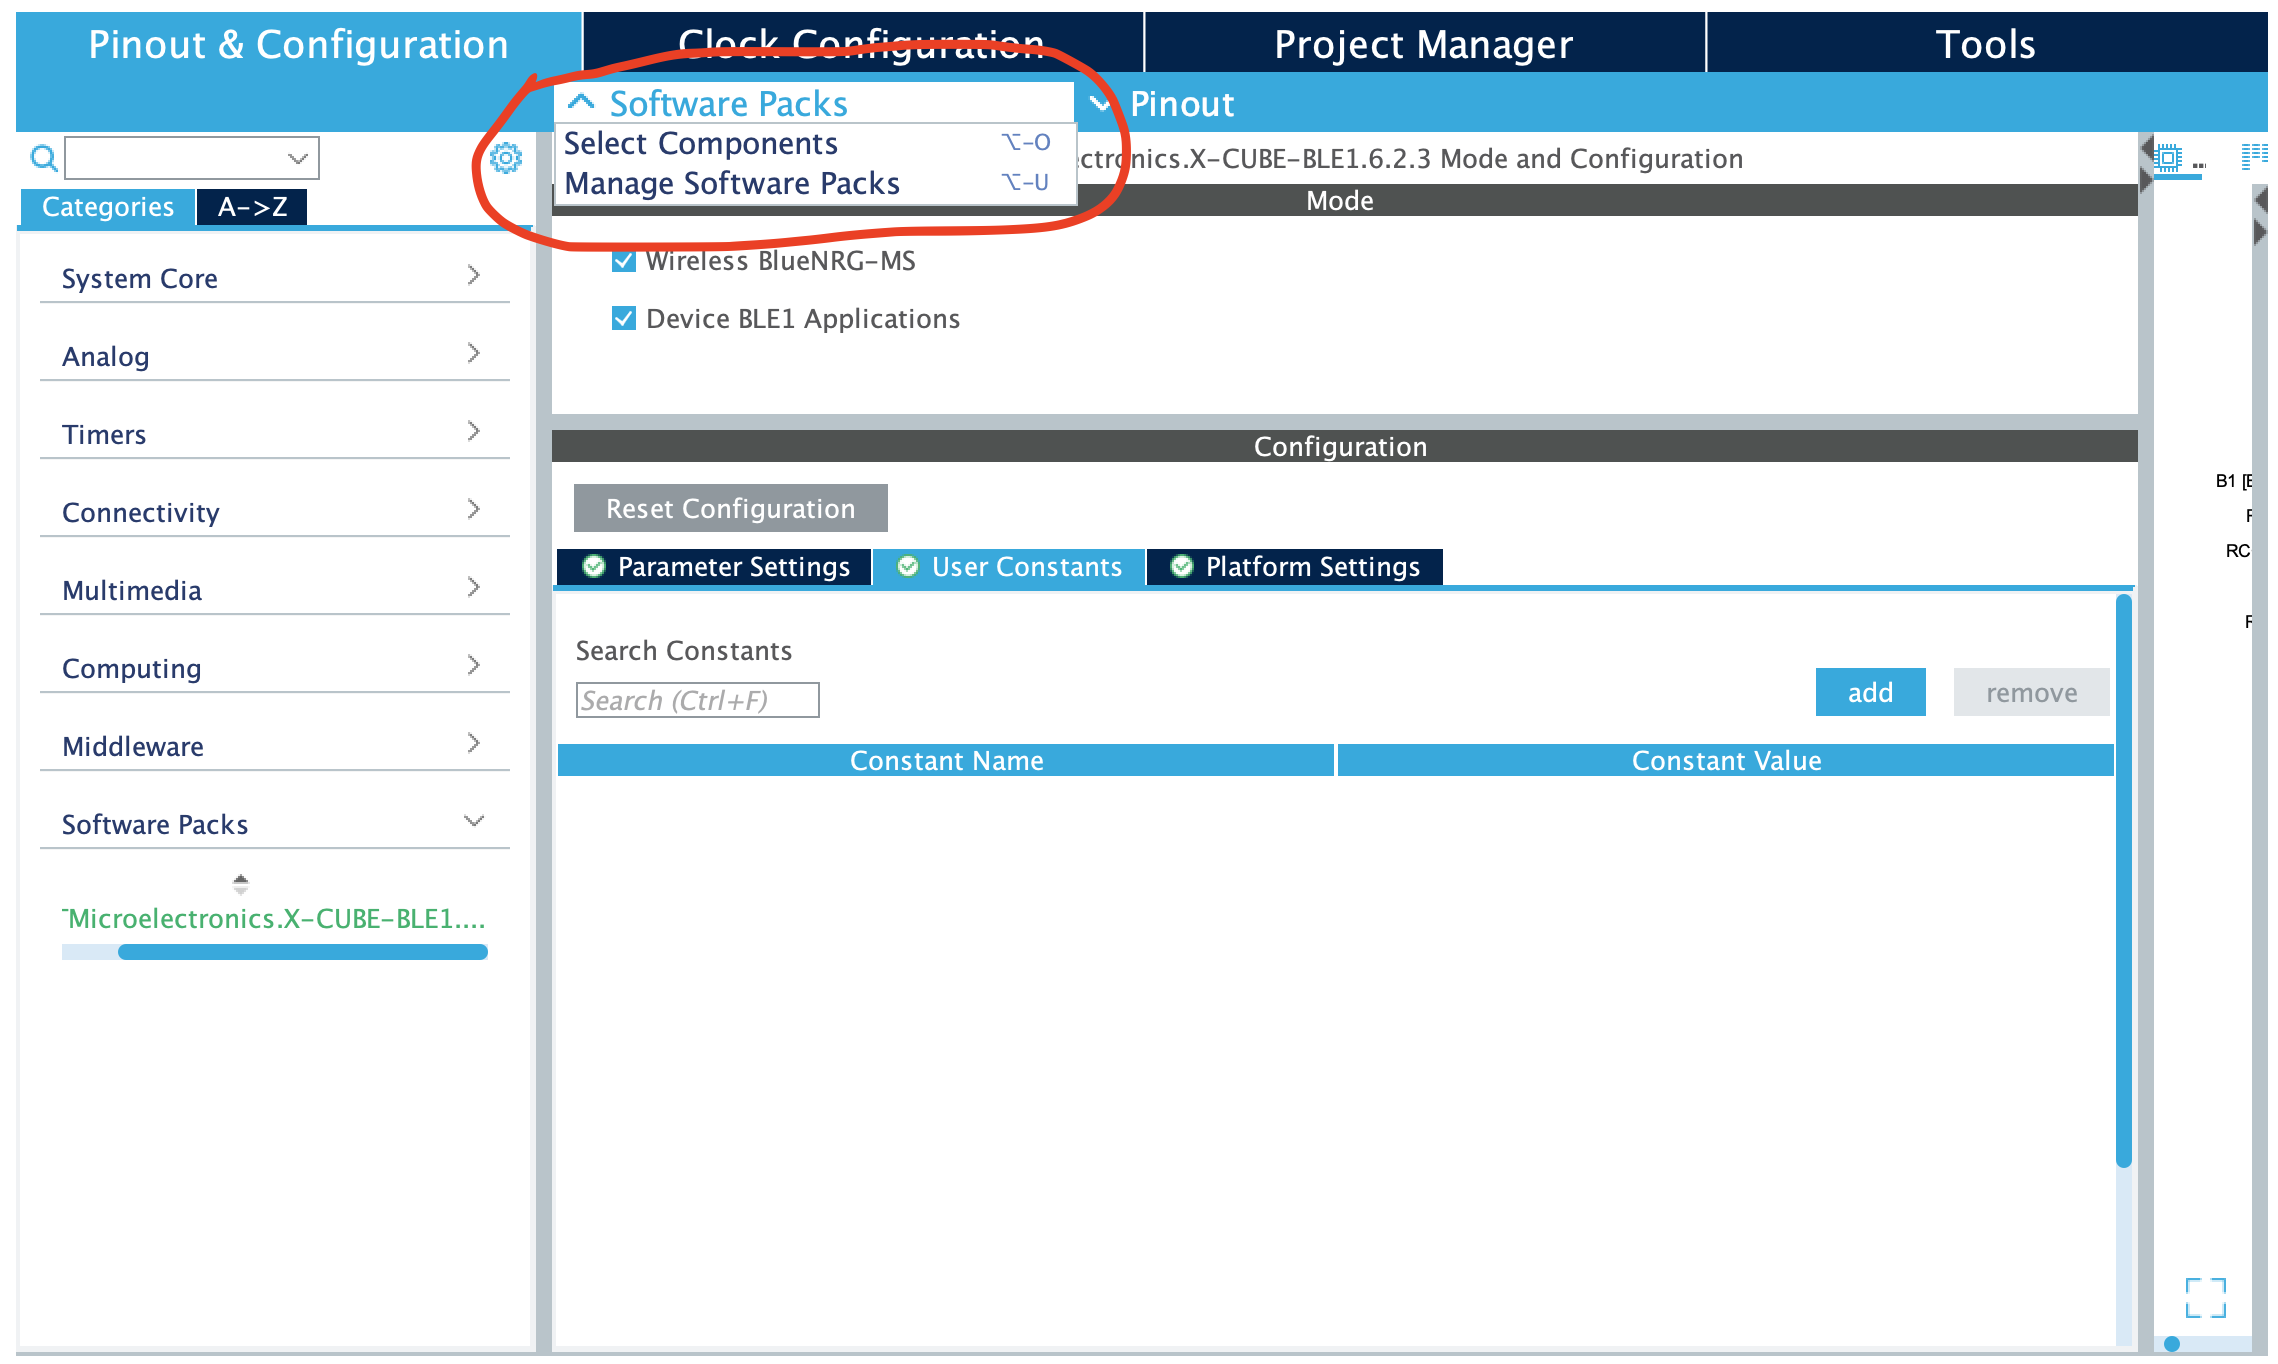 Pinout & Configuration
Clock Configuration
Project Manager
Tools
Software Packs
Pinout
Select Components ⌥-O
Manage Software Packs ⌥-U
ectronics.X-CUBE-BLE1.6.2.3 Mode and Configuration
Categories
A->Z
Mode
System Core
Analog
Timers
Connectivity
Multimedia
Computing
Middleware
Software Packs
Microelectronics.X-CUBE-BLE1....
Wireless BlueNRG-MS
Device BLE1 Applications
Configuration
Reset Configuration
Parameter Settings
User Constants
Platform Settings
Search Constants
Search (Ctrl+F)
add
remove
Constant Name
Constant Value
...
B1 [
RC